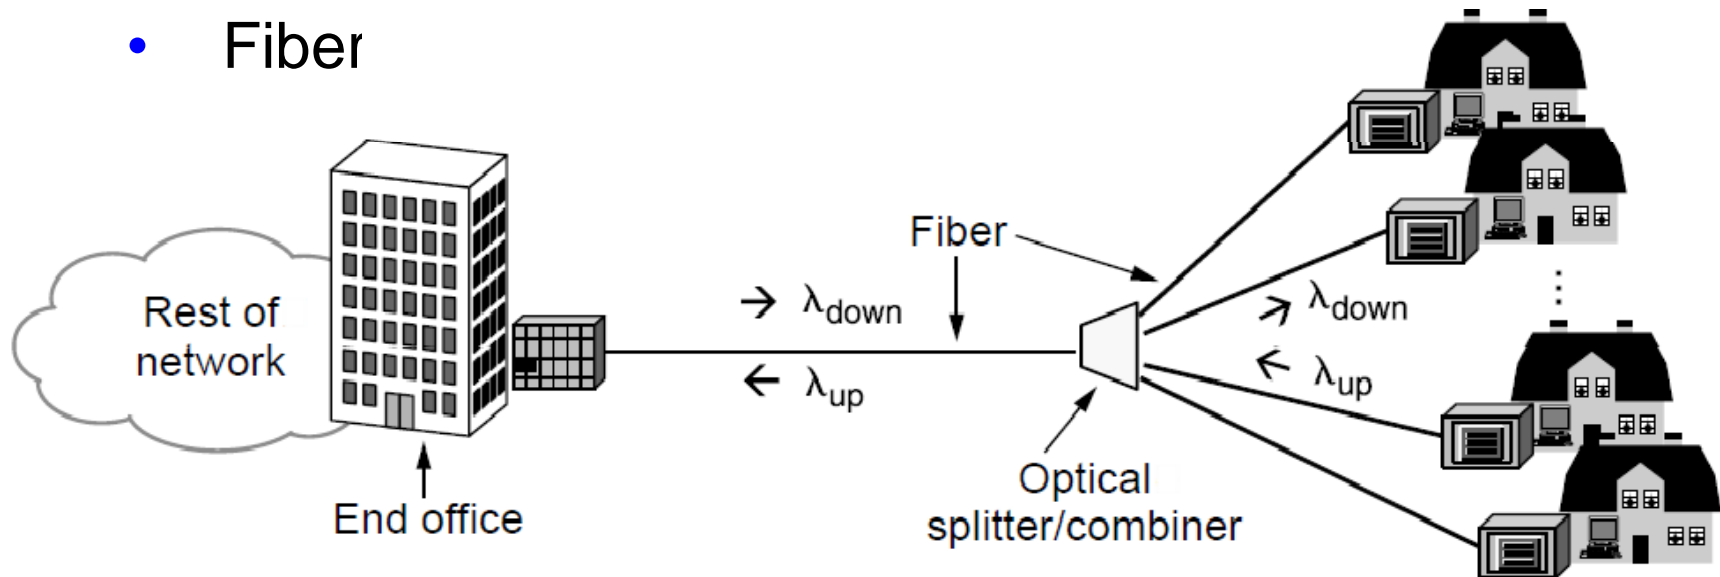 • Fiber
Rest of
network
End office
→ λdown
← λup
Fiber
Optical
splitter/combiner
→ λdown
← λup
⋮